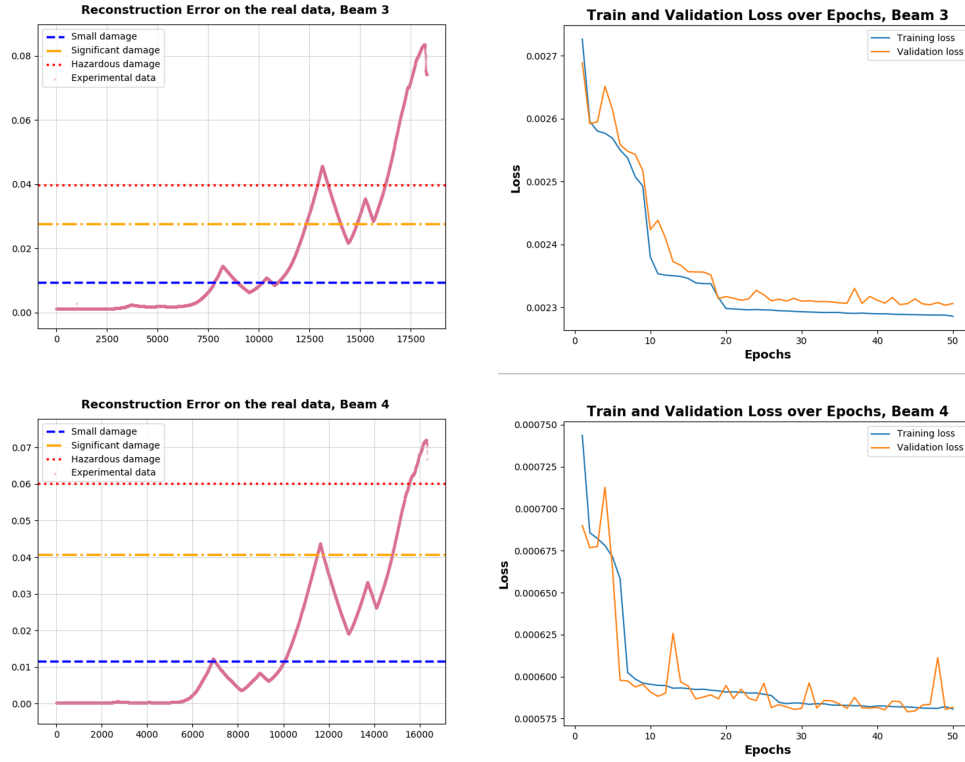 Reconstruction Error on the real data, Beam 3
Small damage
Significant damage
Hazardous damage
Experimental data
0.08
0.06
0.04
0.02
0.00
0 2500 5000 7500 10000 12500 15000 17500
Train and Validation Loss over Epochs, Beam 3
Training loss
Validation loss
Loss
0.0027
0.0026
0.0025
0.0024
0.0023
0 10 20 30 40 50
Epochs
Reconstruction Error on the real data, Beam 4
Small damage
Significant damage
Hazardous damage
Experimental data
0.07
0.06
0.05
0.04
0.03
0.02
0.01
0.00
0 2000 4000 6000 8000 10000 12000 14000 16000
Train and Validation Loss over Epochs, Beam 4
Training loss
Validation loss
Loss
0.000750
0.000725
0.000700
0.000675
0.000650
0.000625
0.000600
0.000575
0 10 20 30 40 50
Epochs